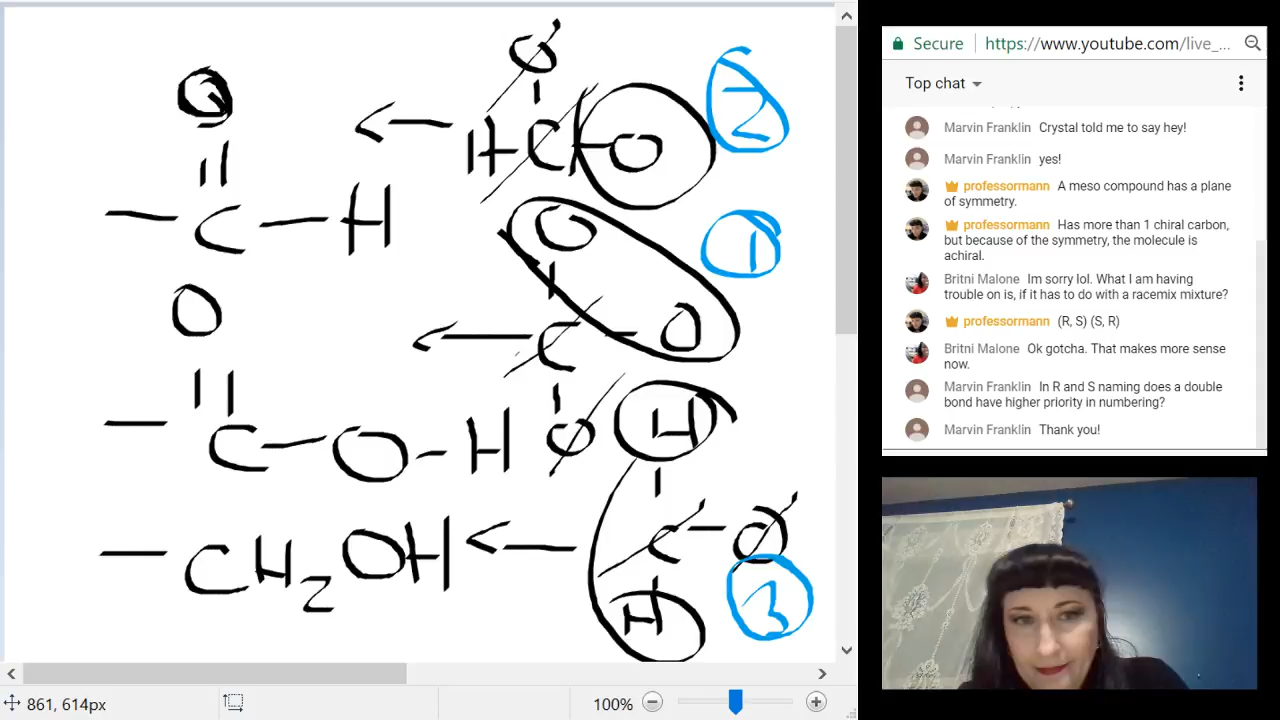 O
O
||
H-C-O
2
-C-H
O
1
O
C-O
||
-C-O-H
O
H
-CH2OH
C-O
H
3
861, 614px
100%
Secure
https://www.youtube.com/live_...
Top chat
Marvin Franklin Crystal told me to say hey!
Marvin Franklin yes!
professormann A meso compound has a plane
of symmetry.
professormann Has more than 1 chiral carbon,
but because of the symmetry, the molecule is
achiral.
Britni Malone Im sorry lol. What I am having
trouble on is, if it has to do with a racemix mixture?
professormann (R, S) (S, R)
Britni Malone Ok gotcha. That makes more sense
now.
Marvin Franklin In R and S naming does a double
bond have higher priority in numbering?
Marvin Franklin Thank you!